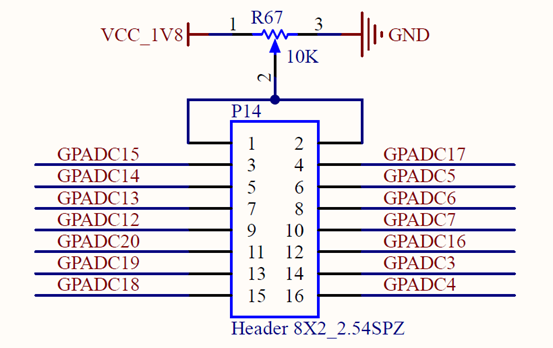 VCC_1V8 1 R67 3 GND
10K
2
P14
1 2
GPADC15 3 4 GPADC17
GPADC14 5 6 GPADC5
GPADC13 7 8 GPADC6
GPADC12 9 10 GPADC7
GPADC20 11 12 GPADC16
GPADC19 13 14 GPADC3
GPADC18 15 16 GPADC4
Header 8X2_2.54SPZ